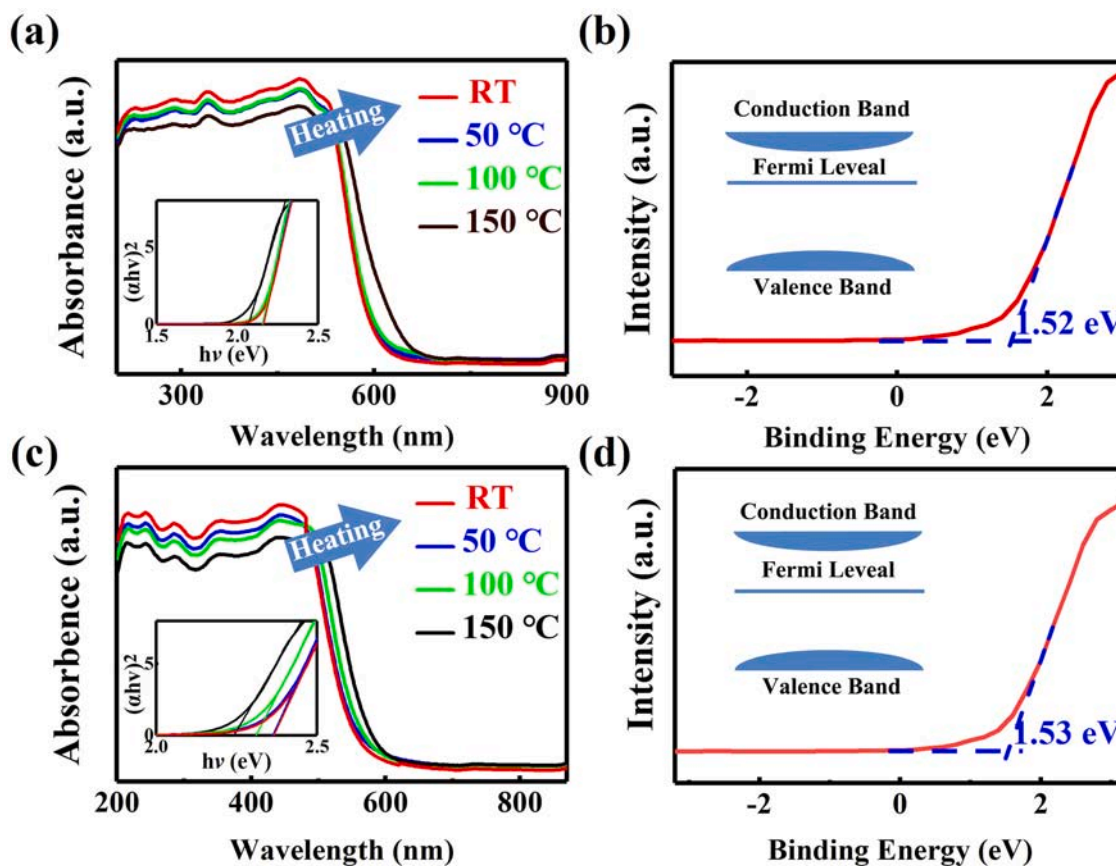 (a)
Absorbance (a.u.)
Heating
RT
50 °C
100 °C
150 °C
(αhν)2
5
0
1.5
2.0
2.5
hν (eV)
300
600
900
Wavelength (nm)
(b)
Intensity (a.u.)
Conduction Band
Fermi Leveal
Valence Band
1.52 eV
-2
0
2
Binding Energy (eV)
(c)
Absorbence (a.u.)
Heating
RT
50 °C
100 °C
150 °C
(αhν)2
5
0
2.0
2.5
hν (eV)
200
400
600
800
Wavelength (nm)
(d)
Intensity (a.u.)
Conduction Band
Fermi Leveal
Valence Band
1.53 eV
-2
0
2
Binding Energy (eV)